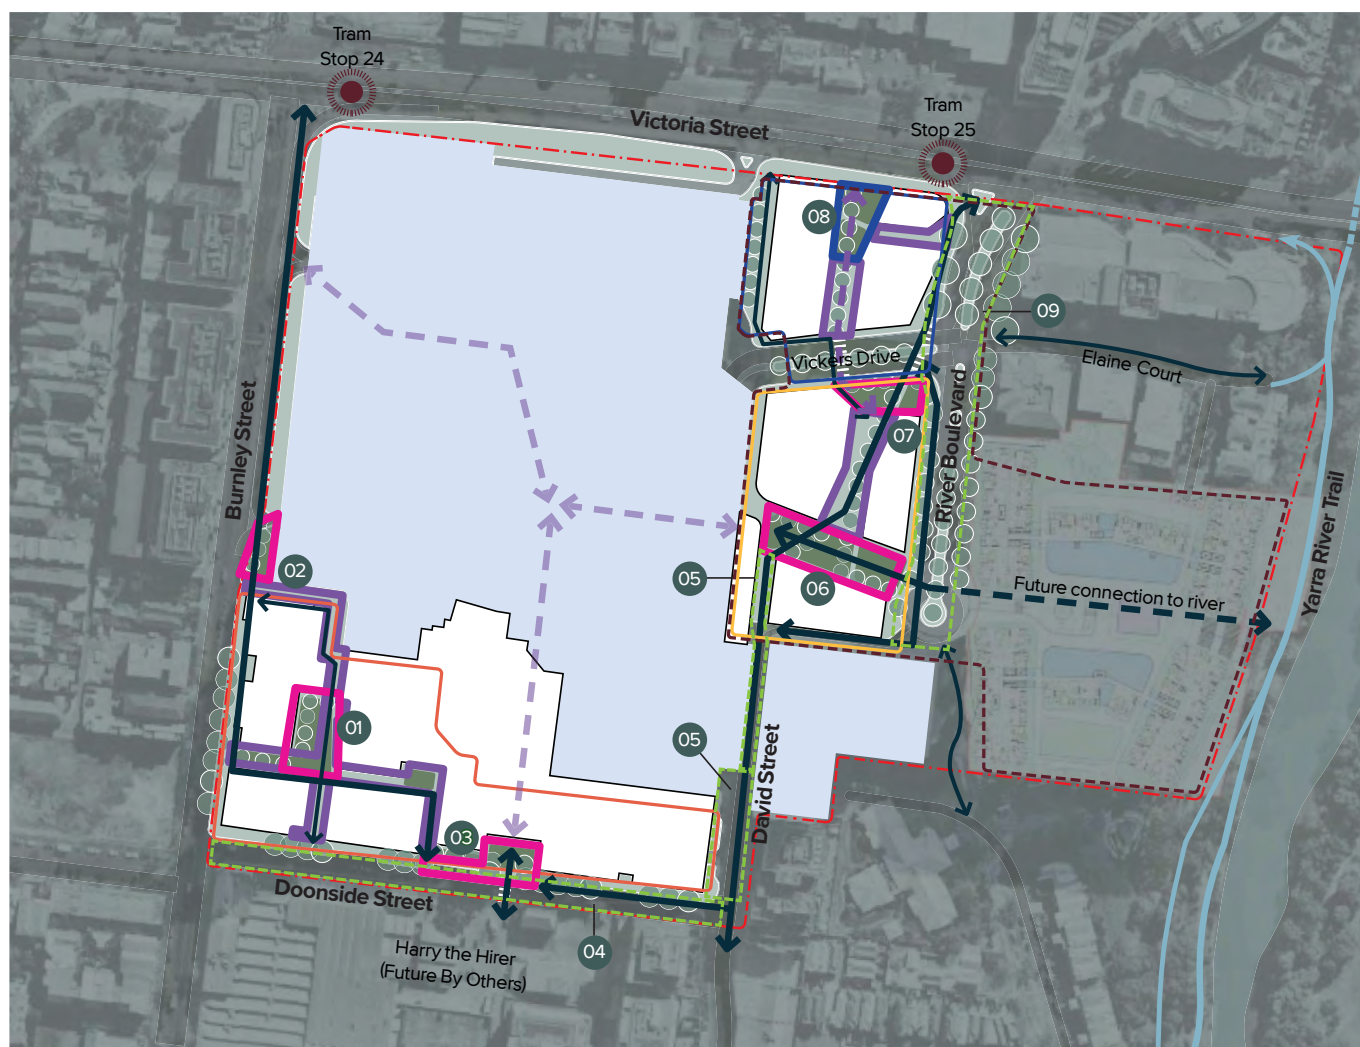 Tram
Stop 24
Victoria Street
Tram
Stop 25
08
09
Vickers Drive
Elaine Court
Burnley Street
07
River Boulevard
Yarra River Trail
02
05
06
Future connection to river
01
05
David Street
03
Doonside Street
04
Harry the Hirer
(Future By Others)